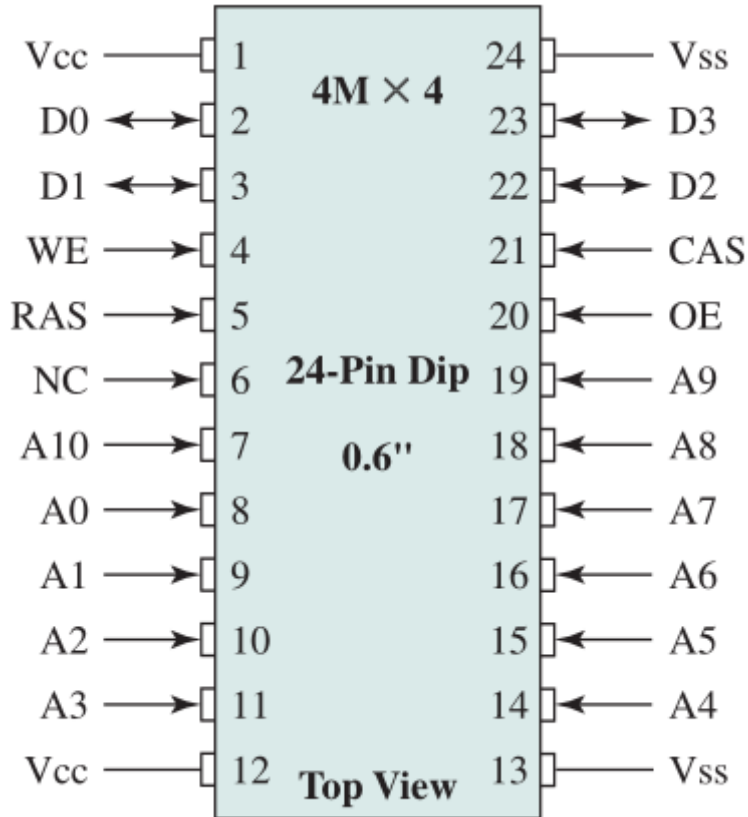 Vcc 1 24 Vss
4M × 4
D0 2 23 D3
D1 3 22 D2
WE 4 21 CAS
RAS 5 20 OE
NC 6 24-Pin Dip 19 A9
A10 7 18 A8
0.6"
A0 8 17 A7
A1 9 16 A6
A2 10 15 A5
A3 11 14 A4
Vcc 12 Top View 13 Vss